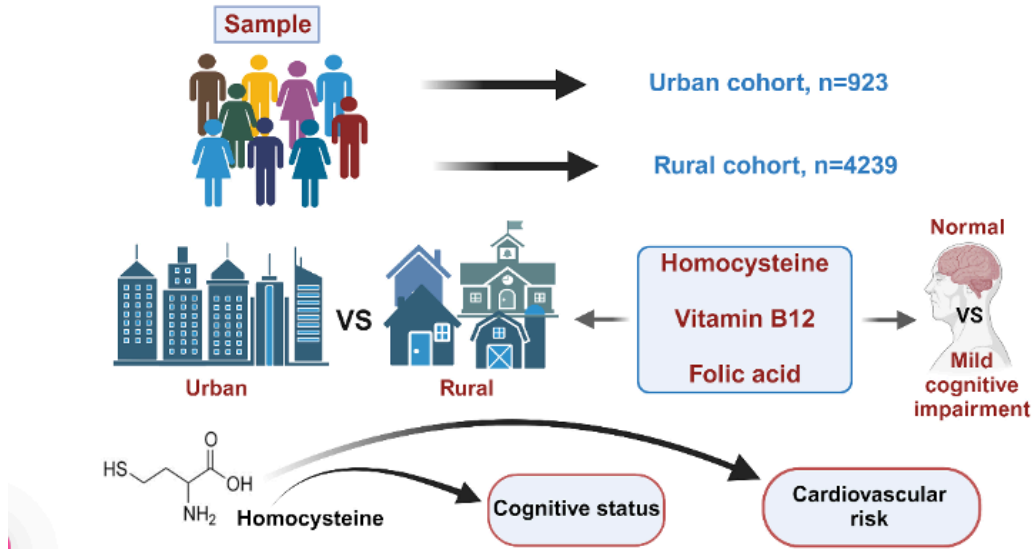 Sample
Urban cohort, n=923
Rural cohort, n=4239
Urban
VS
Rural
Homocysteine
Vitamin B12
Folic acid
Normal
VS
Mild
cognitive
impairment
HS
O
OH
NH₂
Homocysteine
Cognitive status
Cardiovascular
risk